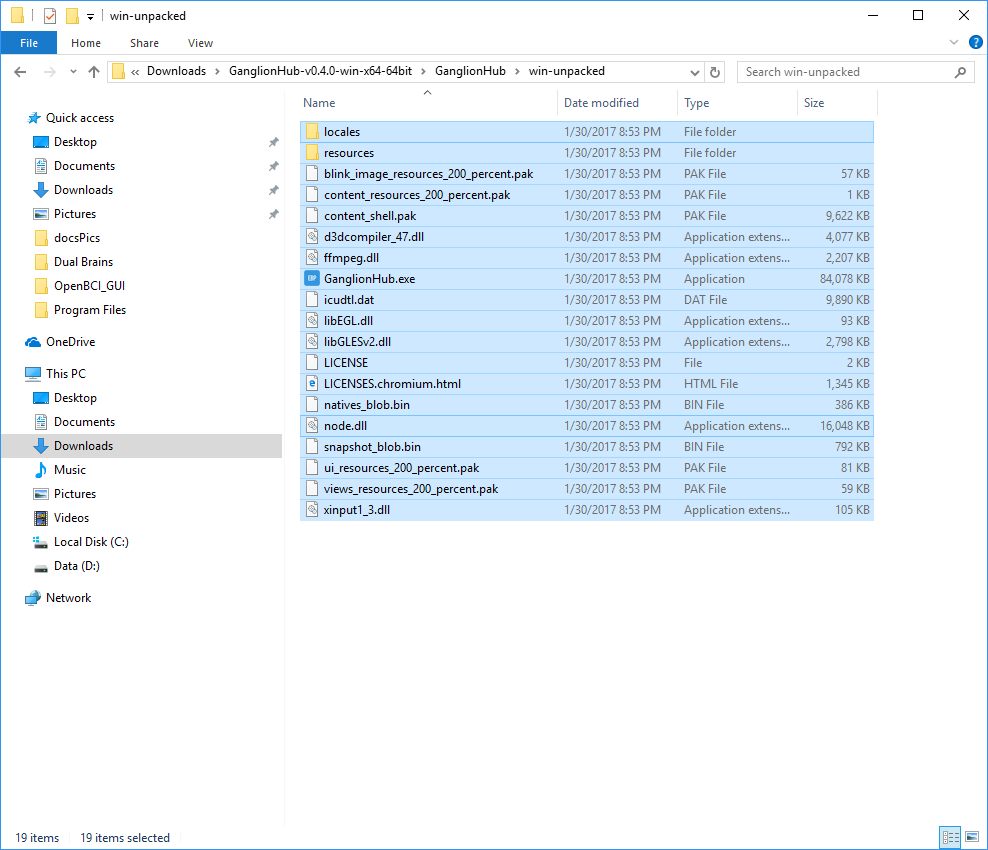 win-unpacked
File Home Share View
« Downloads > GanglionHub-v0.4.0-win-x64-64bit > GanglionHub > win-unpacked
Search win-unpacked
Quick access
Desktop
Documents
Downloads
Pictures
docsPics
Dual Brains
OpenBCI_GUI
Program Files
OneDrive
This PC
Desktop
Documents
Downloads
Music
Pictures
Videos
Local Disk (C:)
Data (D:)
Network
Name Date modified Type Size
locales 1/30/2017 8:53 PM File folder
resources 1/30/2017 8:53 PM File folder
blink_image_resources_200_percent.pak 1/30/2017 8:53 PM PAK File 57 KB
content_resources_200_percent.pak 1/30/2017 8:53 PM PAK File 1 KB
content_shell.pak 1/30/2017 8:53 PM PAK File 9,622 KB
d3dcompiler_47.dll 1/30/2017 8:53 PM Application extens... 4,077 KB
ffmpeg.dll 1/30/2017 8:53 PM Application extens... 2,207 KB
GanglionHub.exe 1/30/2017 8:53 PM Application 84,078 KB
icudtl.dat 1/30/2017 8:53 PM DAT File 9,890 KB
libEGL.dll 1/30/2017 8:53 PM Application extens... 93 KB
libGLESv2.dll 1/30/2017 8:53 PM Application extens... 2,798 KB
LICENSE 1/30/2017 8:53 PM File 2 KB
LICENSES.chromium.html 1/30/2017 8:53 PM HTML File 1,345 KB
natives_blob.bin 1/30/2017 8:53 PM BIN File 386 KB
node.dll 1/30/2017 8:53 PM Application extens... 16,048 KB
snapshot_blob.bin 1/30/2017 8:53 PM BIN File 792 KB
ui_resources_200_percent.pak 1/30/2017 8:53 PM PAK File 81 KB
views_resources_200_percent.pak 1/30/2017 8:53 PM PAK File 59 KB
xinput1_3.dll 1/30/2017 8:53 PM Application extens... 105 KB
19 items 19 items selected